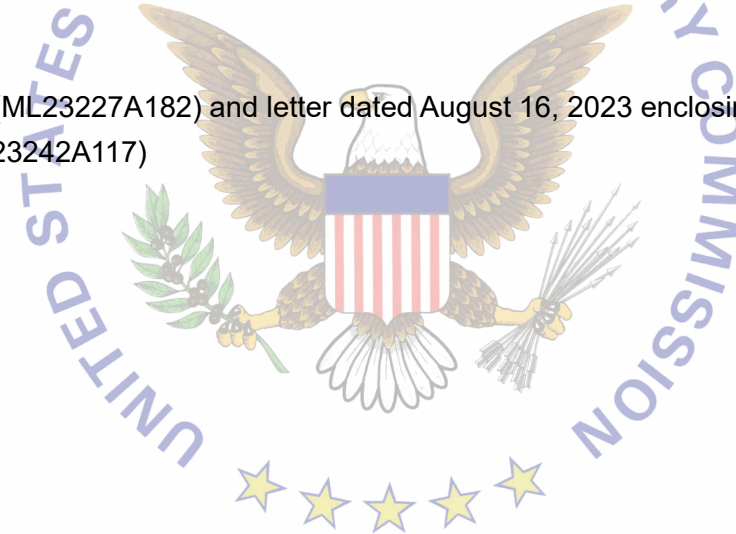 (ML23227A182) and letter dated August 16, 2023 enclosin
23242A117)
UNITED STATES
Y COMMISSION